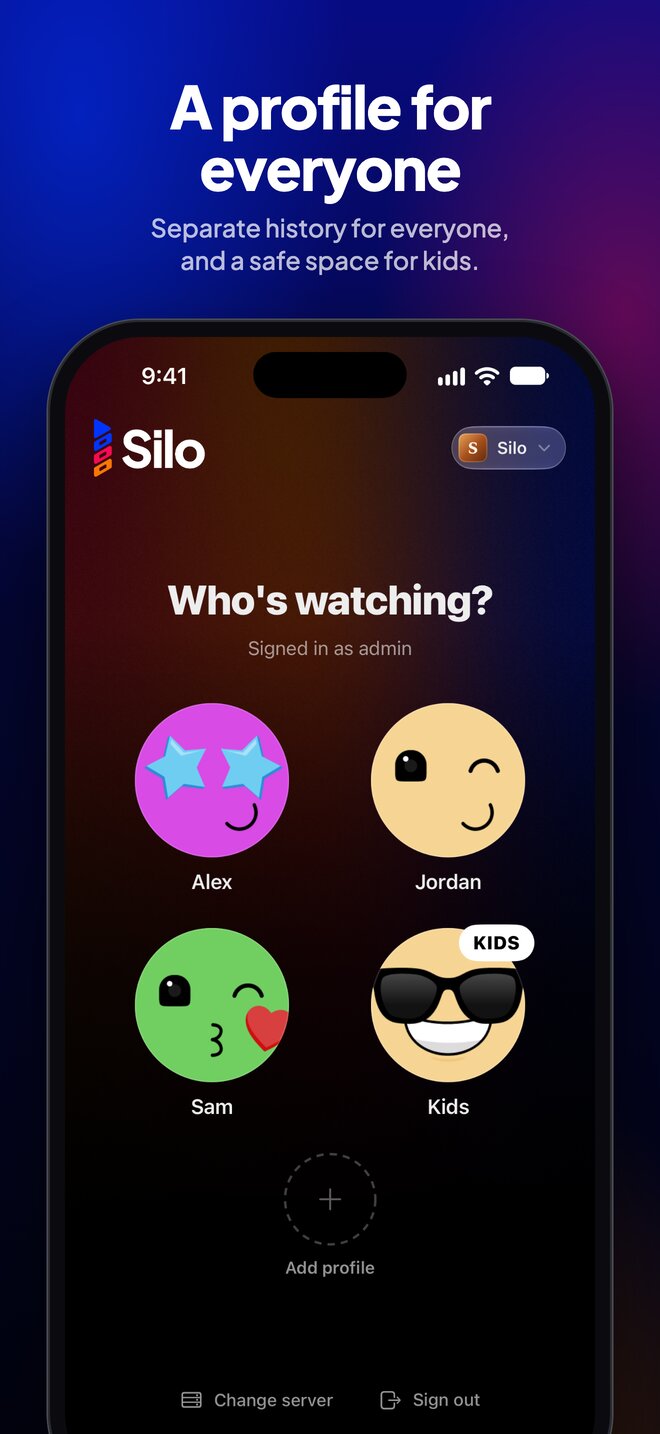 A profile for
everyone
Separate history for everyone,
and a safe space for kids.
9:41
Silo
S Silo
Who's watching?
Signed in as admin
Alex
Jordan
KIDS
Sam
Kids
Add profile
Change server
Sign out